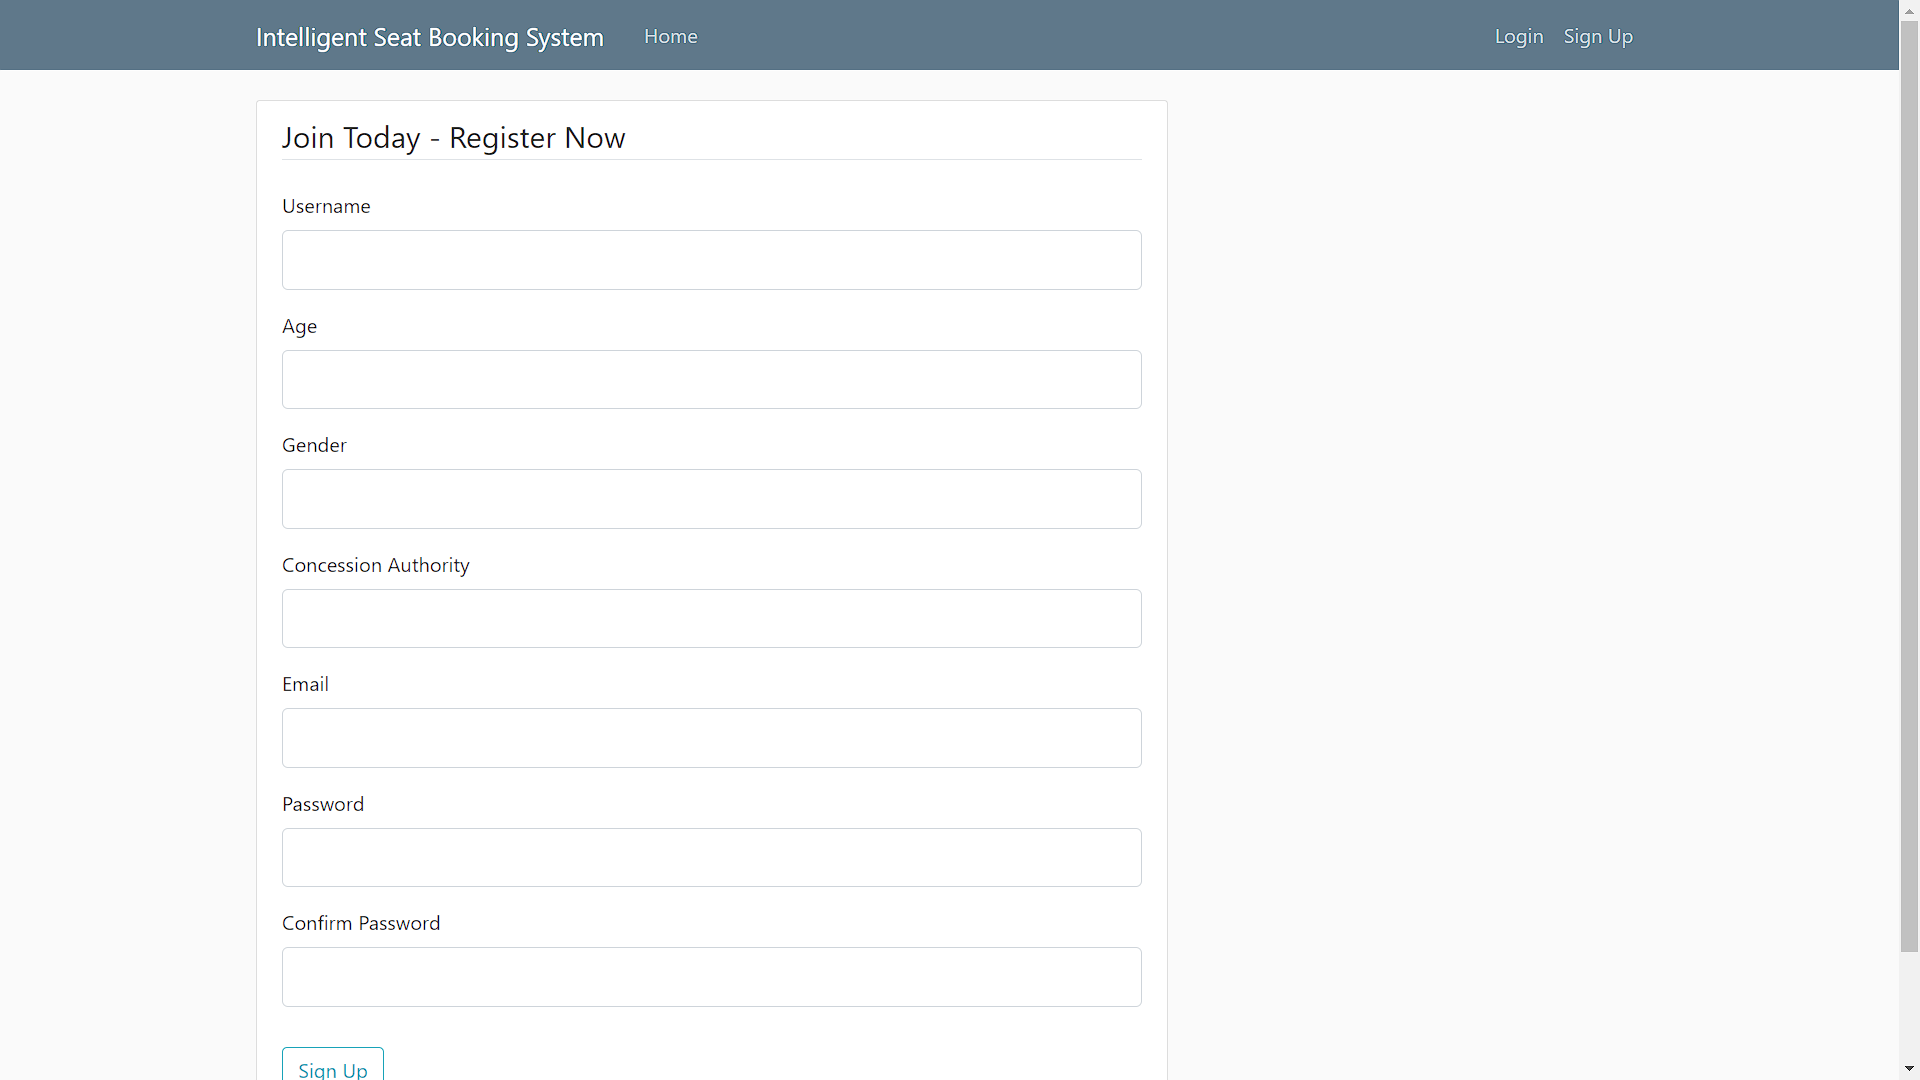 Intelligent Seat Booking System Home Login Sign Up
Join Today - Register Now
Username
Age
Gender
Concession Authority
Email
Password
Confirm Password
Sign Up